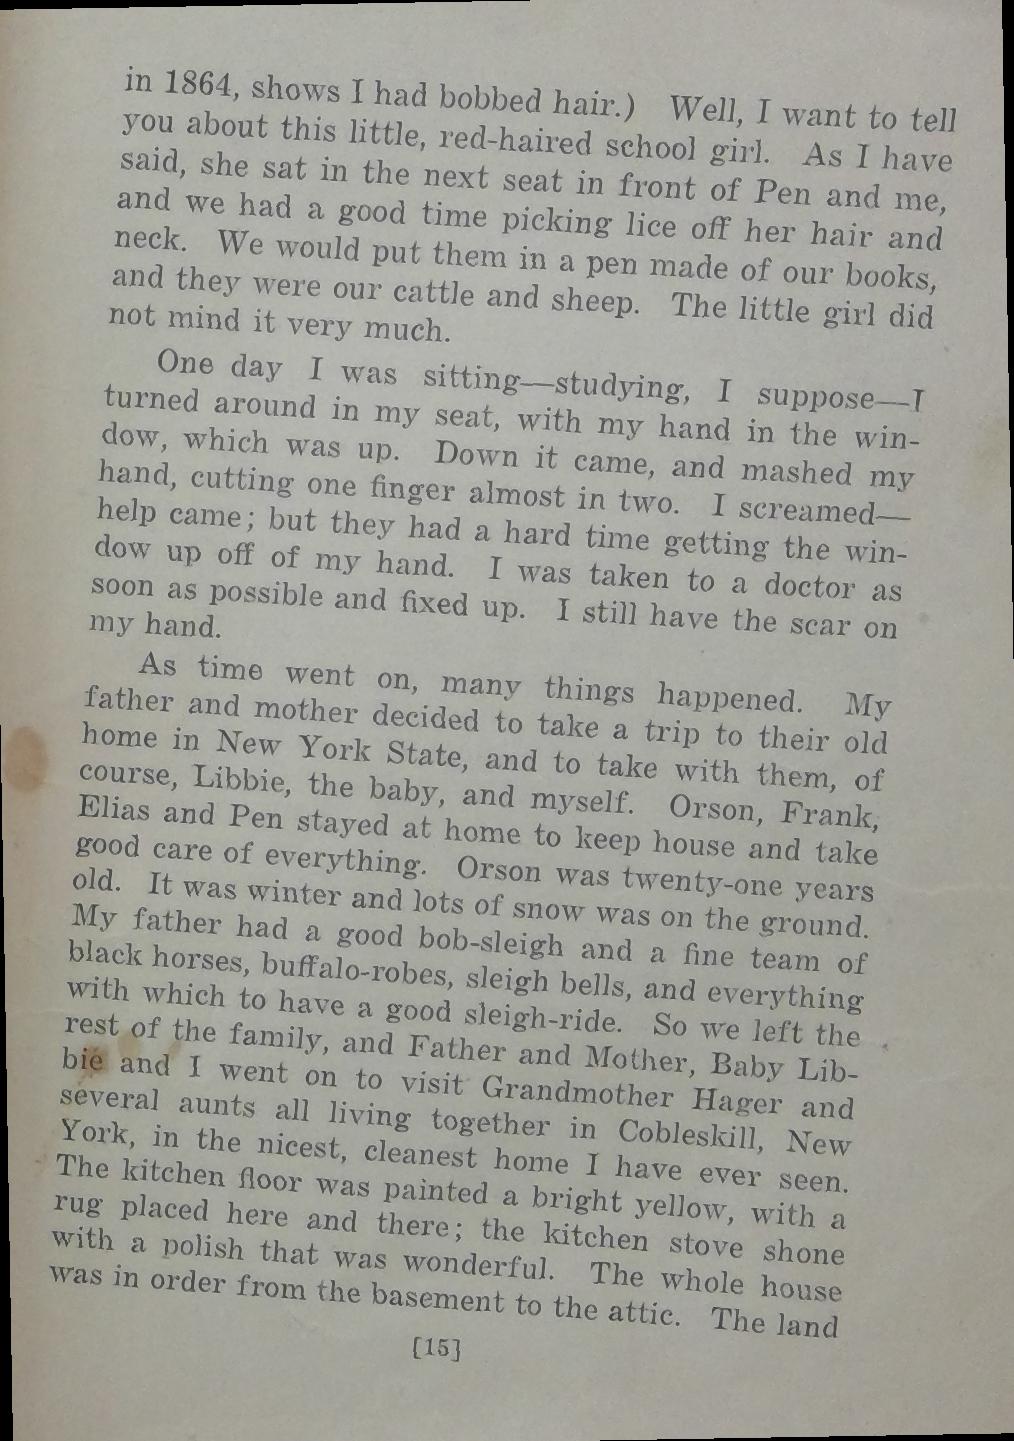 in 1864, shows I had bobbed hair.) Well, I want to tell
you about this little, red-haired school girl. As I have
said, she sat in the next seat in front of Pen and me,
and we had a good time picking lice off her hair and
neck. We would put them in a pen made of our books,
and they were our cattle and sheep. The little girl did
not mind it very much.
One day I was sitting—studying, I suppose—I
turned around in my seat, with my hand in the win-
dow, which was up. Down it came, and mashed my
hand, cutting one finger almost in two. I screamed—
help came; but they had a hard time getting the win-
dow up off of my hand. I was taken to a doctor as
soon as possible and fixed up. I still have the scar on
my hand.
As time went on, many things happened. My
father and mother decided to take a trip to their old
home in New York State, and to take with them, of
course, Libbie, the baby, and myself. Orson, Frank,
Elias and Pen stayed at home to keep house and take
good care of everything. Orson was twenty-one years
old. It was winter and lots of snow was on the ground.
My father had a good bob-sleigh and a fine team of
black horses, buffalo-robes, sleigh bells, and everything
with which to have a good sleigh-ride. So we left the
rest of the family, and Father and Mother, Baby Lib-
bie and I went on to visit Grandmother Hager and
several aunts all living together in Cobleskill, New
York, in the nicest, cleanest home I have ever seen.
The kitchen floor was painted a bright yellow, with a
rug placed here and there; the kitchen stove shone
with a polish that was wonderful. The whole house
was in order from the basement to the attic. The land
[15]